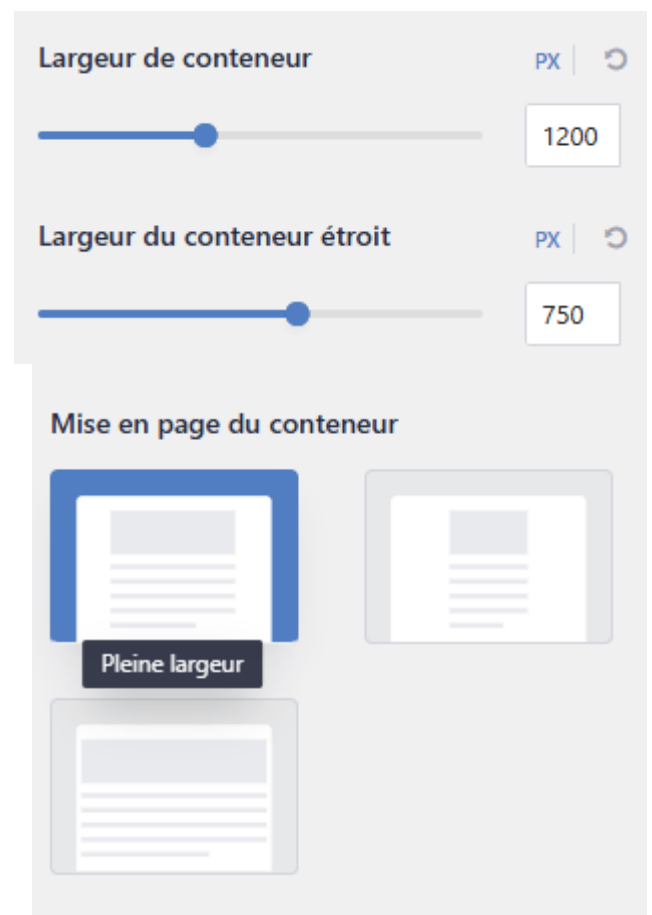 Largeur de conteneur
PX
1200
Largeur du conteneur étroit
PX
750
Mise en page du conteneur
Pleine largeur